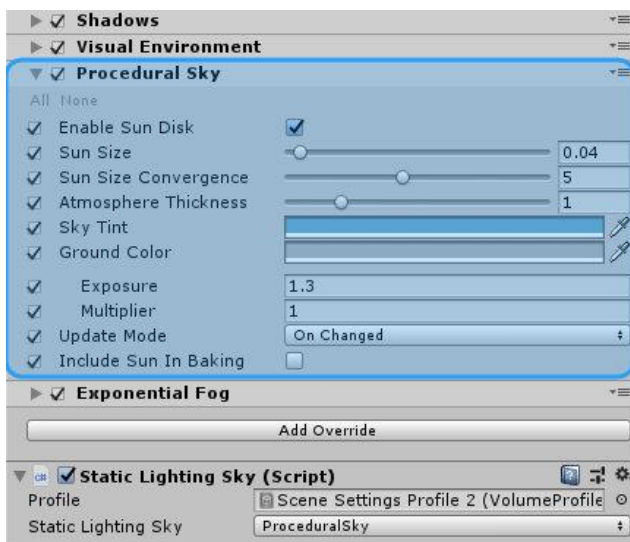 Shadows
Visual Environment
Procedural Sky
All None
Enable Sun Disk
Sun Size 0.04
Sun Size Convergence 5
Atmosphere Thickness 1
Sky Tint
Ground Color
Exposure 1.3
Multiplier 1
Update Mode On Changed
Include Sun In Baking
Exponential Fog
Add Override
c# Static Lighting Sky (Script)
Profile Scene Settings Profile 2 (VolumeProfile
Static Lighting Sky ProceduralSky